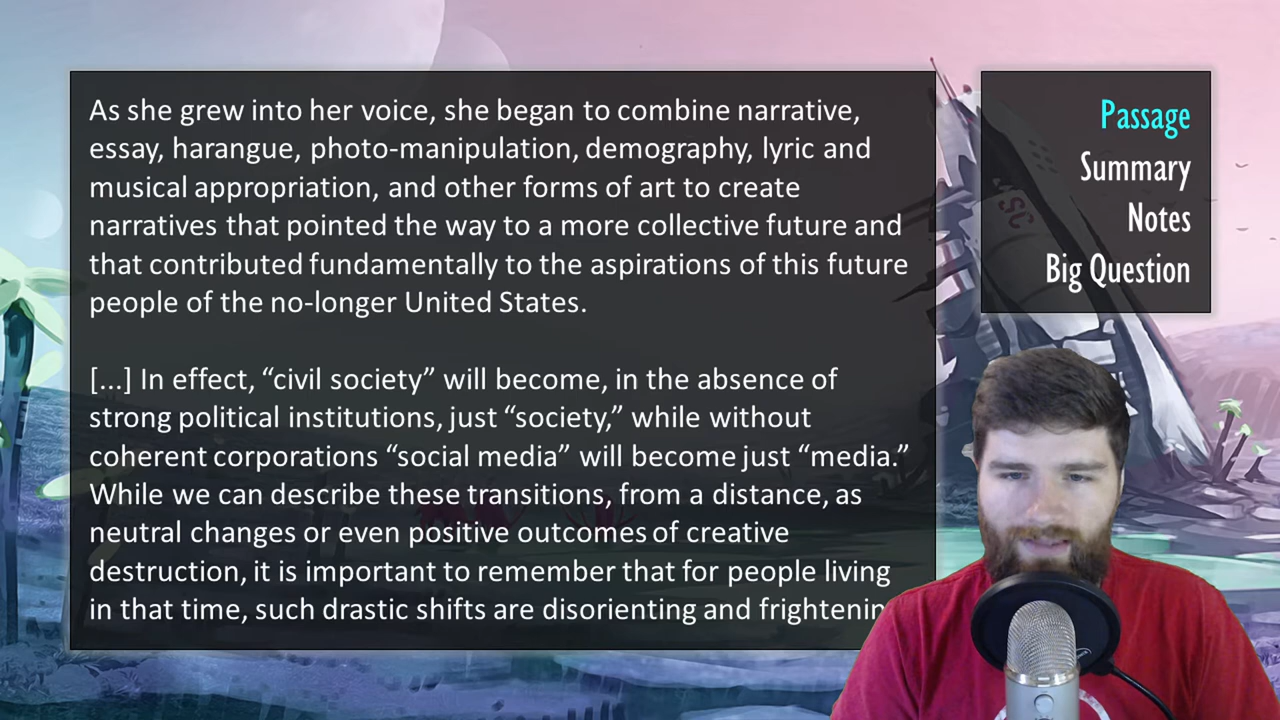 As she grew into her voice, she began to combine narrative,
essay, harangue, photo-manipulation, demography, lyric and
musical appropriation, and other forms of art to create
narratives that pointed the way to a more collective future and
that contributed fundamentally to the aspirations of this future
people of the no-longer United States.
[...] In effect, “civil society” will become, in the absence of
strong political institutions, just “society,” while without
coherent corporations “social media” will become just “media.”
While we can describe these transitions, from a distance, as
neutral changes or even positive outcomes of creative
destruction, it is important to remember that for people living
in that time, such drastic shifts are disorienting and frightenin
Passage
Summary
Notes
Big Question